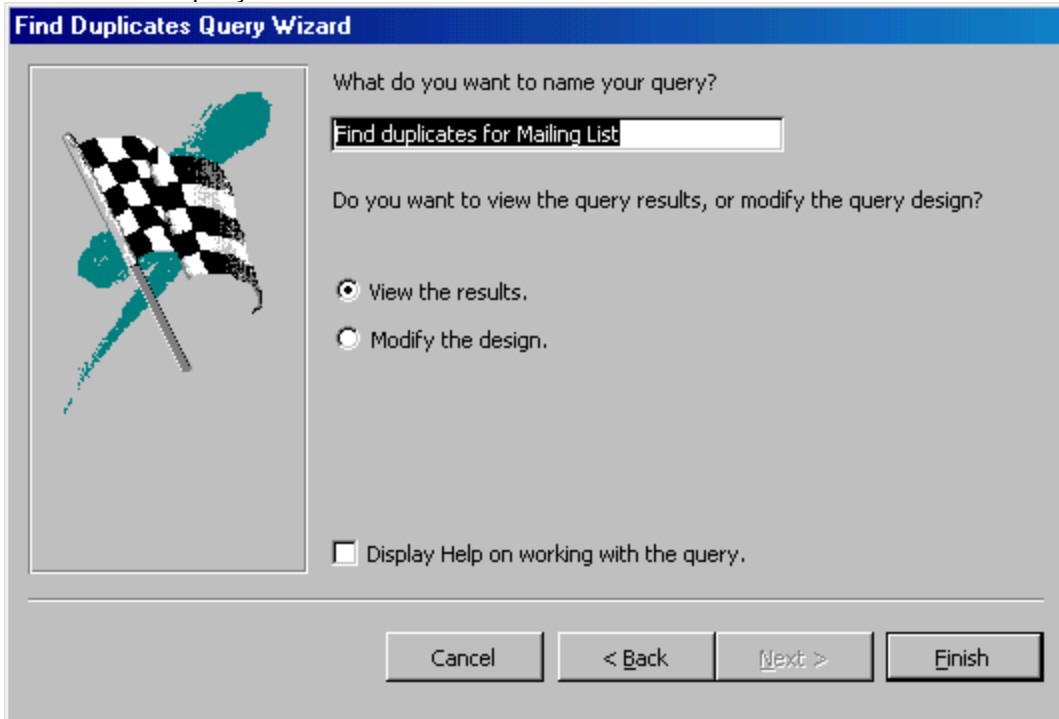 Find Duplicates Query Wizard
What do you want to name your query?
Find duplicates for Mailing List
Do you want to view the query results, or modify the query design?
View the results.
Modify the design.
Display Help on working with the query.
Cancel
< Back
Next >
Finish